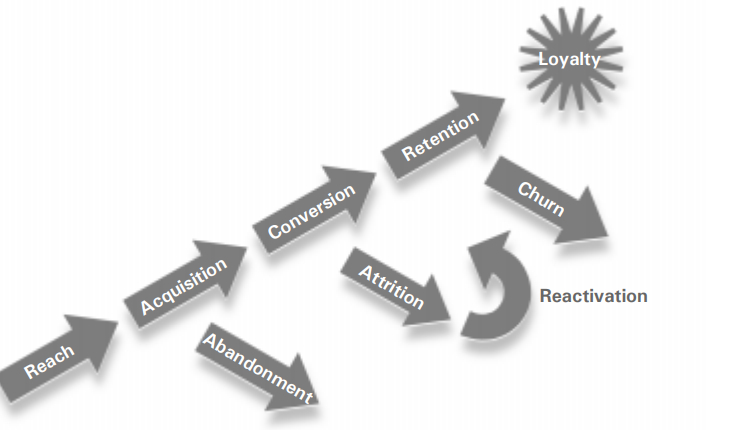 Loyalty
Retention
Churn
Conversion
Attrition
Reactivation
Acquisition
Abandonment
Reach